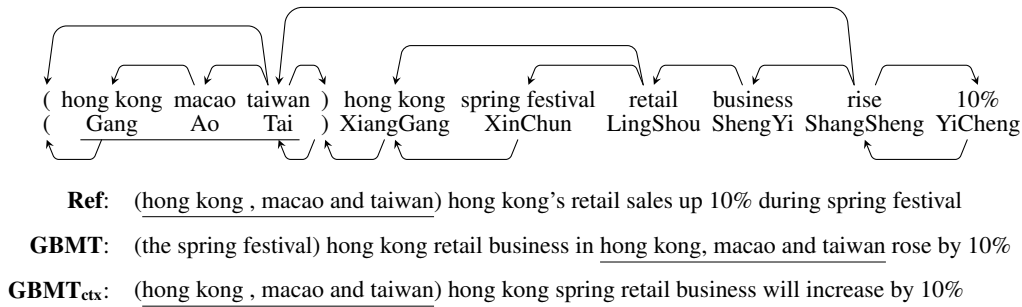 ( hong kong macao taiwan ) hong kong spring festival retail business rise 10%
( Gang Ao Tai ) XiangGang XinChun LingShou ShengYi ShangSheng YiCheng
Ref: (hong kong , macao and taiwan) hong kong's retail sales up 10% during spring festival
GBMT: (the spring festival) hong kong retail business in hong kong, macao and taiwan rose by 10%
GBMTctx: (hong kong , macao and taiwan) hong kong spring retail business will increase by 10%